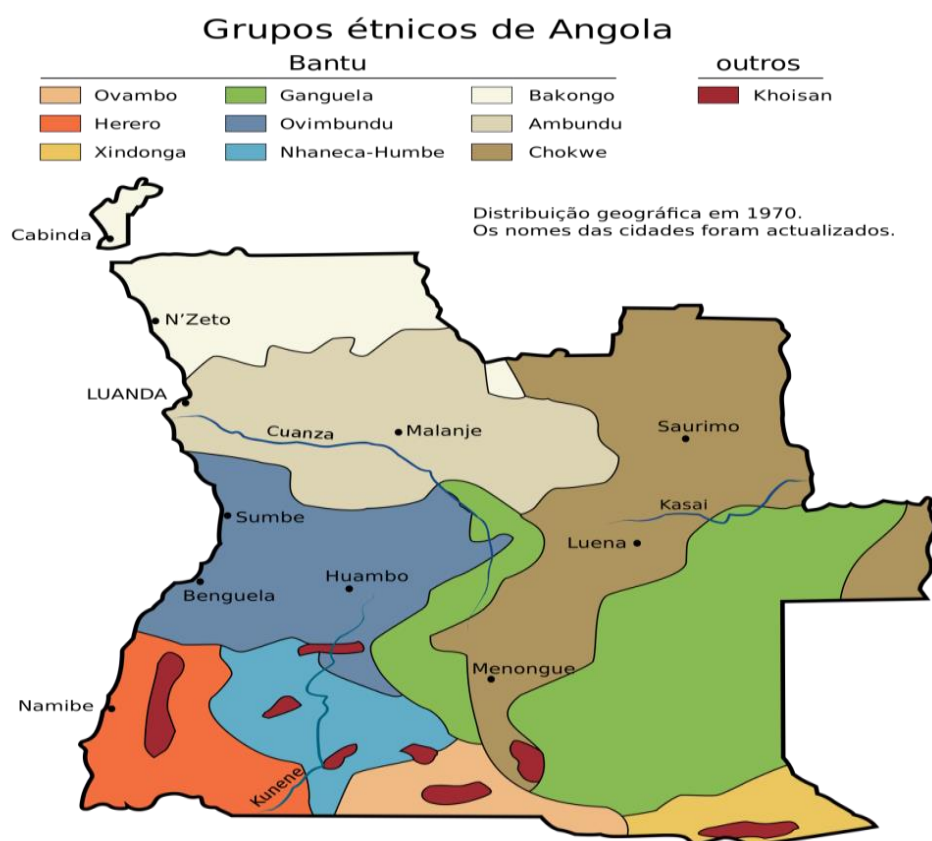 Grupos étnicos de Angola
Bantu
outros
Ovambo
Ganguela
Bakongo
Khoisan
Herero
Ovimbundu
Ambundu
Xindonga
Nhaneca-Humbe
Chokwe
Distribuição geográfica em 1970.
Os nomes das cidades foram actualizados.
Cabinda
N'Zeto
LUANDA
Cuanza
Malanje
Saurimo
Kasai
Sumbe
Luena
Huambo
Benguela
Menongue
Namibe
Kunene